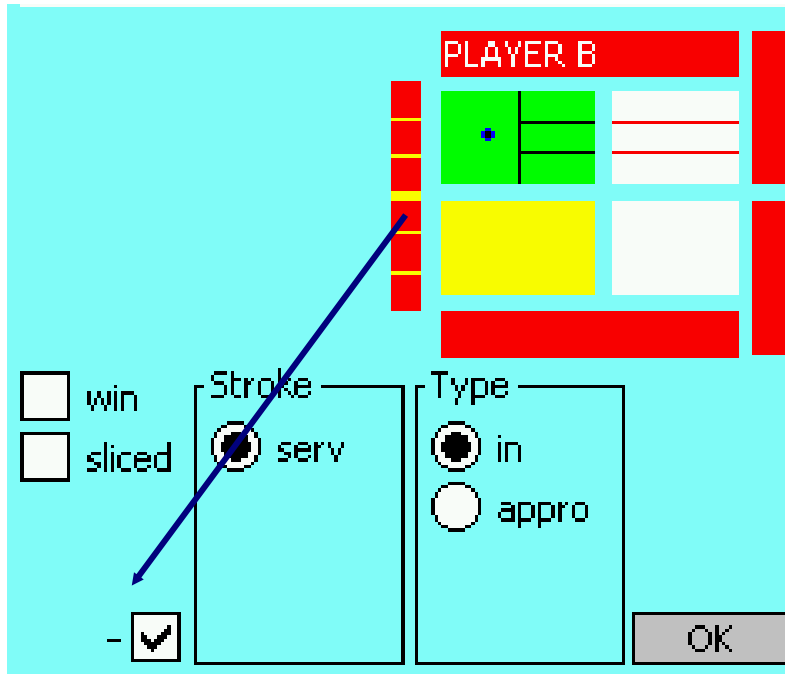 PLAYER B
Stroke
Type
win
serv
in
sliced
appro
-
OK